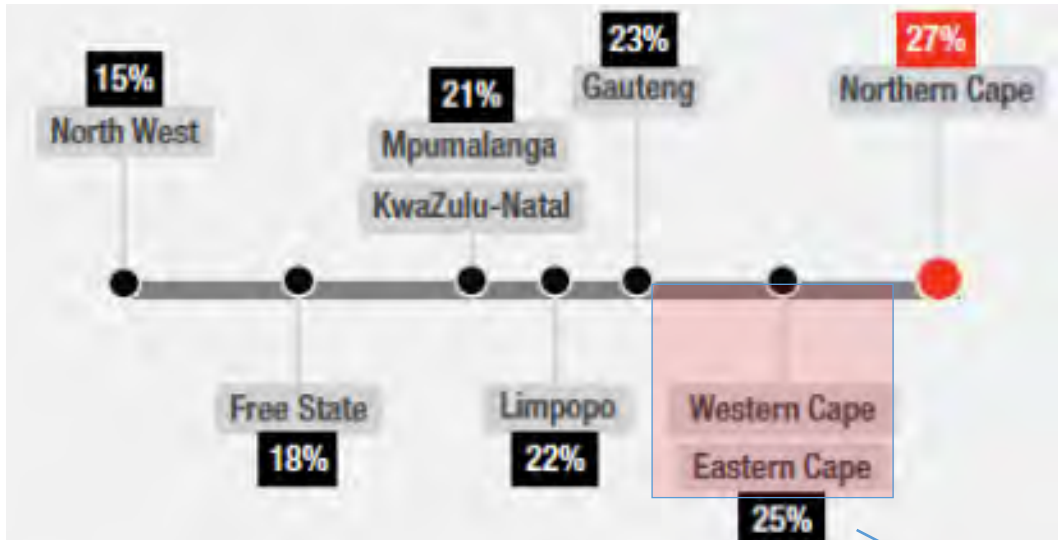 15%
North West
21%
Mpumalanga
KwaZulu-Natal
23%
Gauteng
27%
Northern Cape
Free State
18%
Limpopo
22%
Western Cape
Eastern Cape
25%